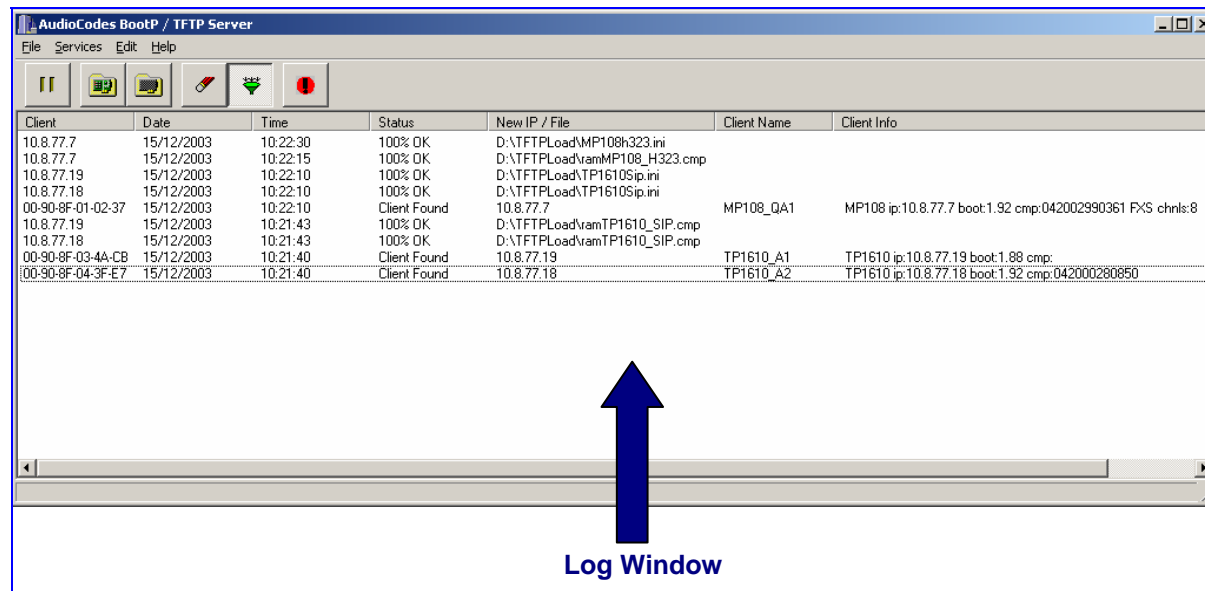 AudioCodes BootP / TFTP Server
File Services Edit Help
Client Date Time Status New IP / File Client Name Client Info
10.8.77.7 15/12/2003 10:22:30 100% OK D:\TFTPLoad\MP108h323.ini
10.8.77.7 15/12/2003 10:22:15 100% OK D:\TFTPLoad\ramMP108_H323.cmp
10.8.77.19 15/12/2003 10:22:10 100% OK D:\TFTPLoad\TP1610Sip.ini
10.8.77.18 15/12/2003 10:22:10 100% OK D:\TFTPLoad\TP1610Sip.ini
00-90-8F-01-02-37 15/12/2003 10:22:10 Client Found 10.8.77.7 MP108_QA1 MP108 ip:10.8.77.7 boot:1.92 cmp:042002990361 FXS chnls:8
10.8.77.19 15/12/2003 10:21:43 100% OK D:\TFTPLoad\ramTP1610_SIP.cmp
10.8.77.18 15/12/2003 10:21:43 100% OK D:\TFTPLoad\ramTP1610_SIP.cmp
00-90-8F-03-4A-CB 15/12/2003 10:21:40 Client Found 10.8.77.19 TP1610_A1 TP1610 ip:10.8.77.19 boot:1.88 cmp:
00-90-8F-04-3F-E7 15/12/2003 10:21:40 Client Found 10.8.77.18 TP1610_A2 TP1610 ip:10.8.77.18 boot:1.92 cmp:042000280850
Log Window